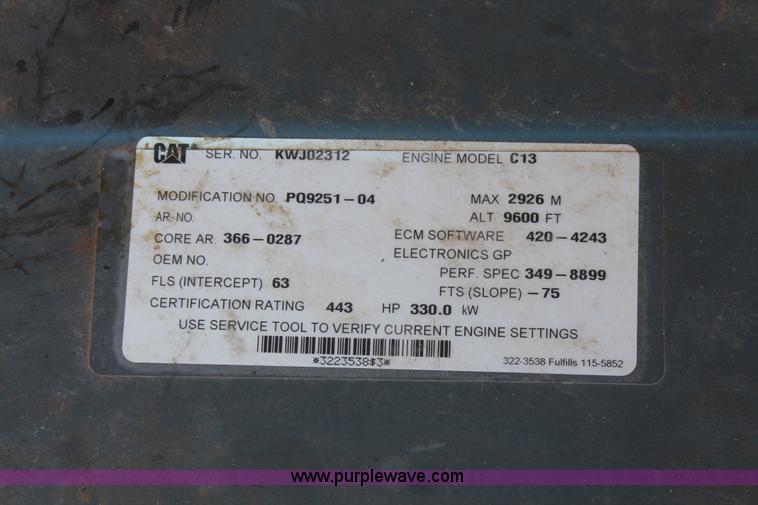 CAT SER. NO. KWJ02312 ENGINE MODEL C13
MODIFICATION NO. PQ9251-04 MAX 2926 M
AR. NO. ALT 9600 FT
CORE AR. 366-0287 ECM SOFTWARE 420-4243
OEM NO. ELECTRONICS GP
FLS (INTERCEPT) 63 PERF. SPEC 349-8899
FTS (SLOPE) -75
CERTIFICATION RATING 443 HP 330.0 kW
USE SERVICE TOOL TO VERIFY CURRENT ENGINE SETTINGS
*3223538$3*
322-3538 Fulfills 115-5852
www.purplewave.com